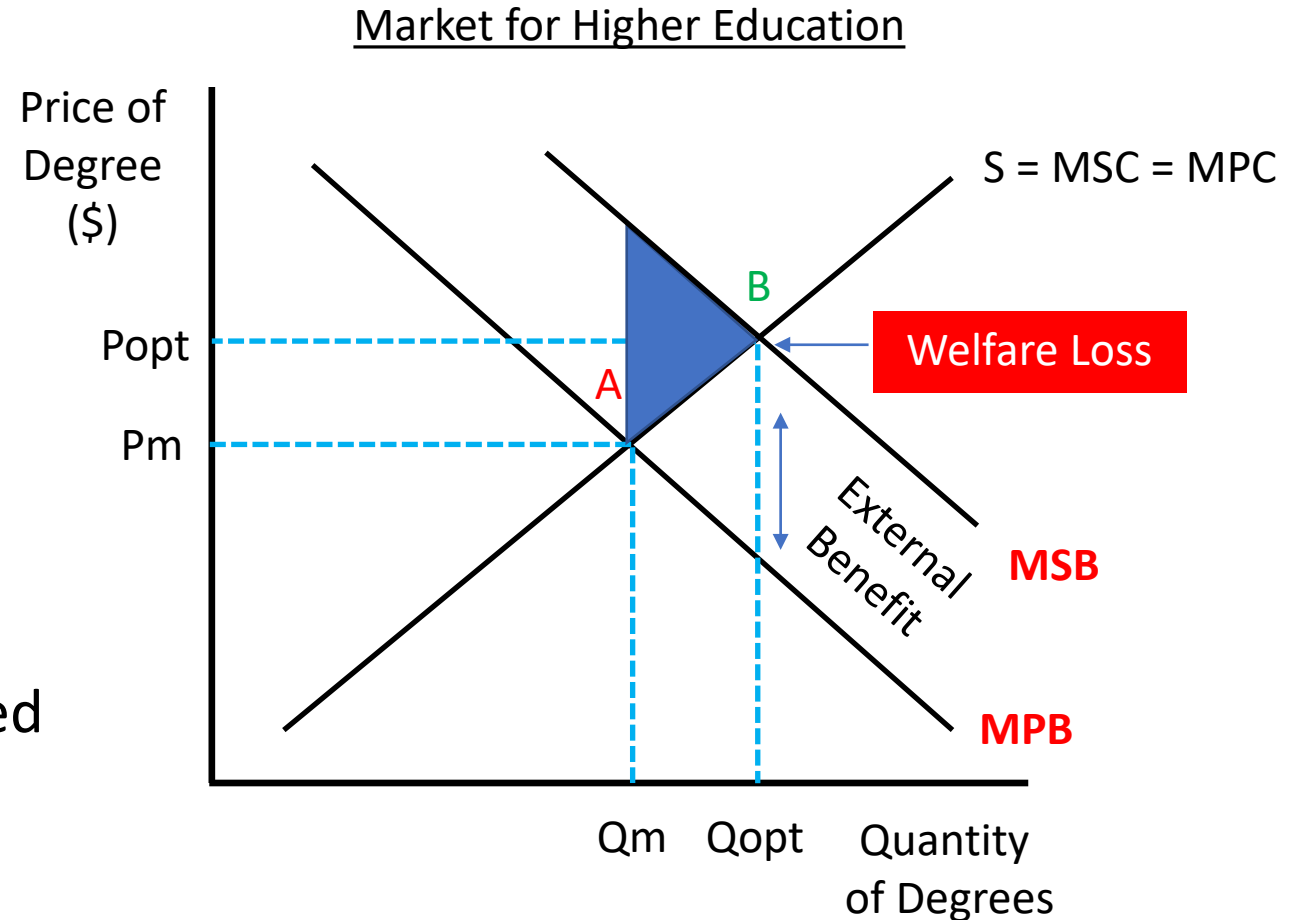 Market for Higher Education
Price of
Degree
($)
S = MSC = MPC
B
Popt
Welfare Loss
A
Pm
External
Benefit
MSB
ed
MPB
Qm
Qopt
Quantity
of Degrees